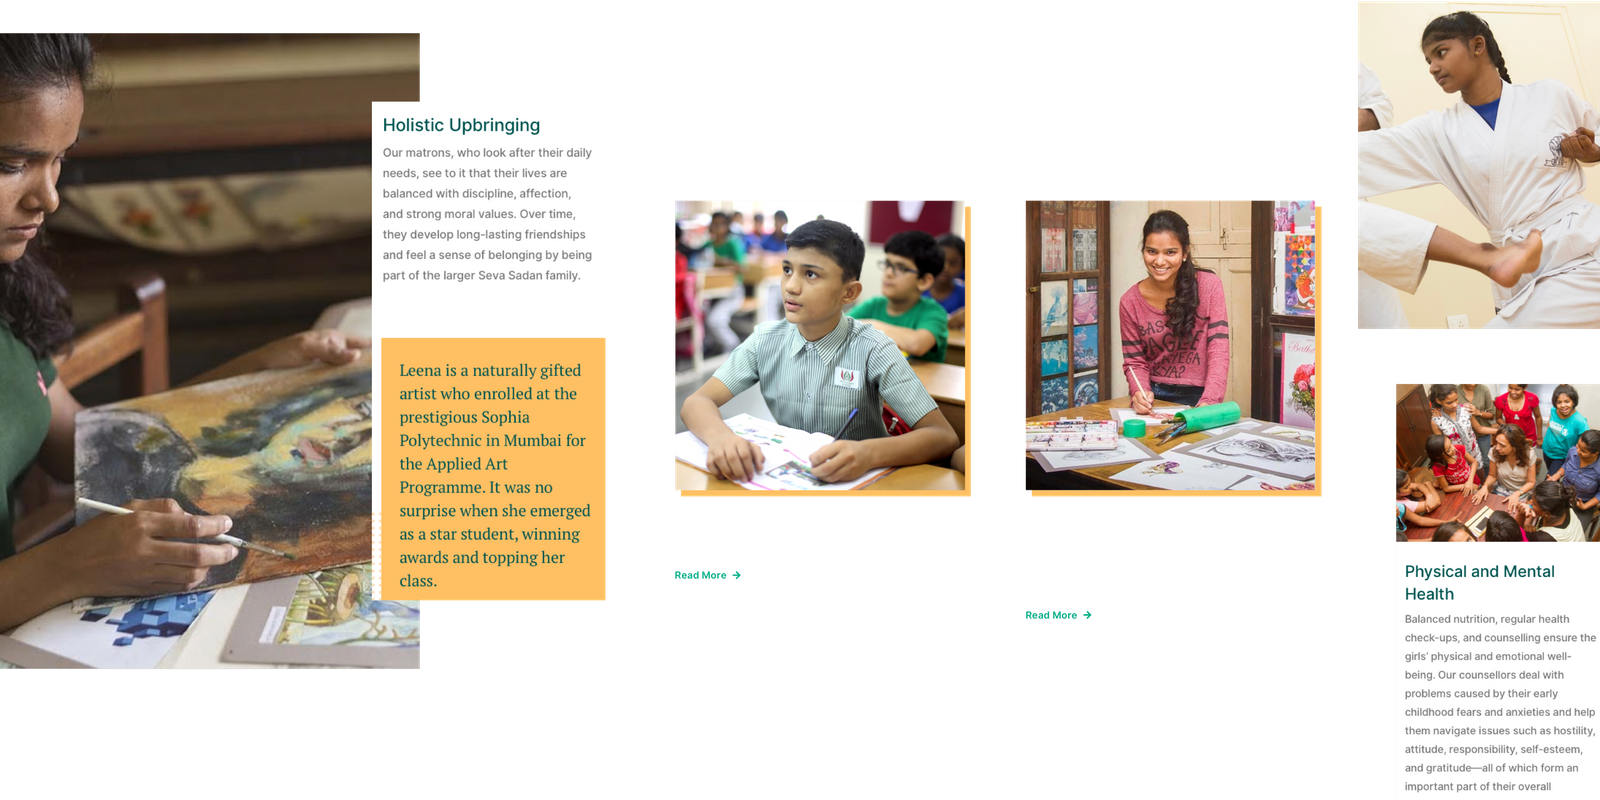 Holistic Upbringing
Our matrons, who look after their daily
needs, see to it that their lives are
balanced with discipline, affection,
and strong moral values. Over time,
they develop long-lasting friendships
and feel a sense of belonging by being
part of the larger Seva Sadan family.
Leena is a naturally gifted
artist who enrolled at the
prestigious Sophia
Polytechnic in Mumbai for
the Applied Art
Programme. It was no
surprise when she emerged
as a star student, winning
awards and topping her
class.
Read More
BASS
PAGEE
KYA?
Bertha
Read More
Physical and Mental
Health
Balanced nutrition, regular health
check-ups, and counselling ensure the
girls’ physical and emotional well-
being. Our counsellors deal with
problems caused by their early
childhood fears and anxieties and help
them navigate issues such as hostility,
attitude, responsibility, self-esteem,
and gratitude—all of which form an
important part of their overall